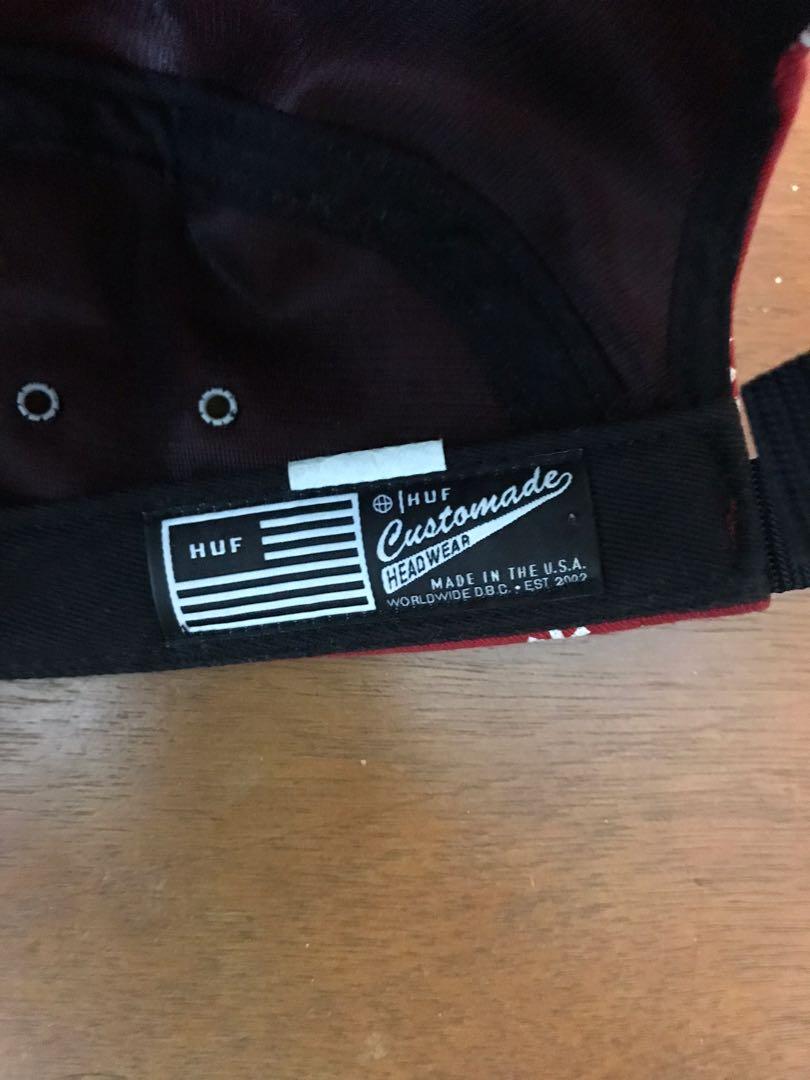 HUF
|HUF
Customade
HEADWEAR
MADE IN THE U.S.A.
WORLDWIDE D.B.C. • EST 2002